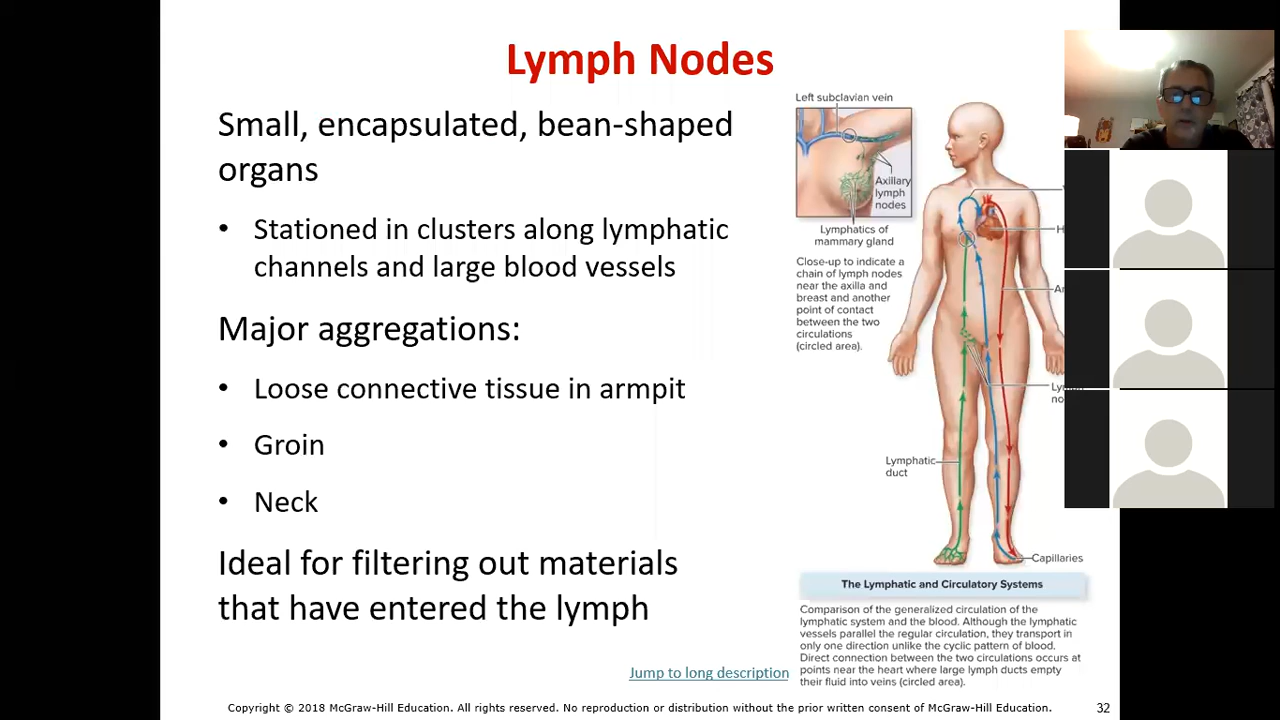 Lymph Nodes
Small, encapsulated, bean-shaped
organs
• Stationed in clusters along lymphatic
channels and large blood vessels
Major aggregations:
• Loose connective tissue in armpit
• Groin
• Neck
Ideal for filtering out materials
that have entered the lymph
Jump to long description
Left subclavian vein
Axillary
lymph
nodes
Lymphatics of
mammary gland
Close-up to indicate a
chain of lymph nodes
near the axilla and
breast and another
point of contact
between the two
circulations
(circled area).
Lymphatic
duct
Capillaries
The Lymphatic and Circulatory Systems
Comparison of the generalized circulation of the
lymphatic system and the blood. Although the lymphatic
vessels parallel the regular circulation, they transport in
only one direction unlike the cyclic pattern of blood.
Direct connection between the two circulations occurs at
points near the heart where large lymph ducts empty
their fluid into veins (circled area).
Copyright © 2018 McGraw-Hill Education. All rights reserved. No reproduction or distribution without the prior written consent of McGraw-Hill Education.
32